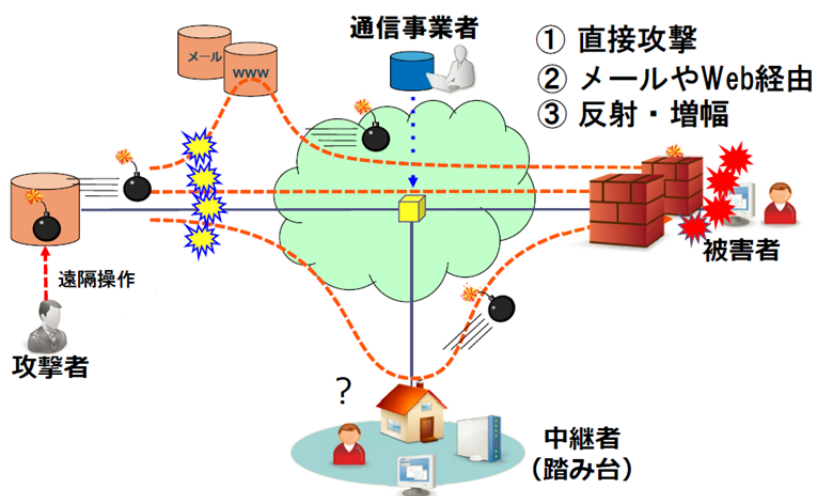 メール
www
通信事業者
① 直接攻撃
② メールやWeb経由
③ 反射・増幅
遠隔操作
攻撃者
被害者
?
中継者
(踏み台)